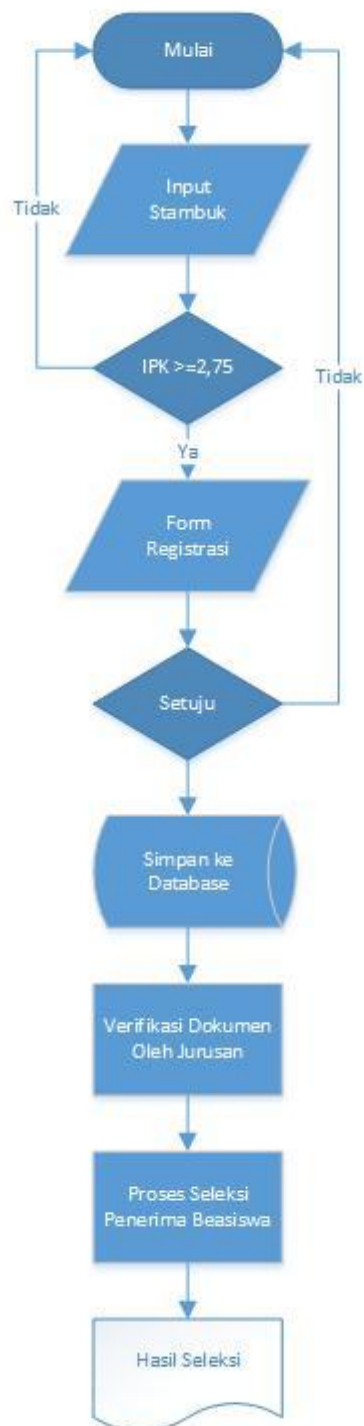 Mulai
Input
Stambuk
Tidak
IPK >=2,75
Tidak
Ya
Form
Registrasi
Setuju
Simpan ke
Database
Verifikasi Dokumen
Oleh Jurusan
Proses Seleksi
Penerima Beasiswa
Hasil Seleksi